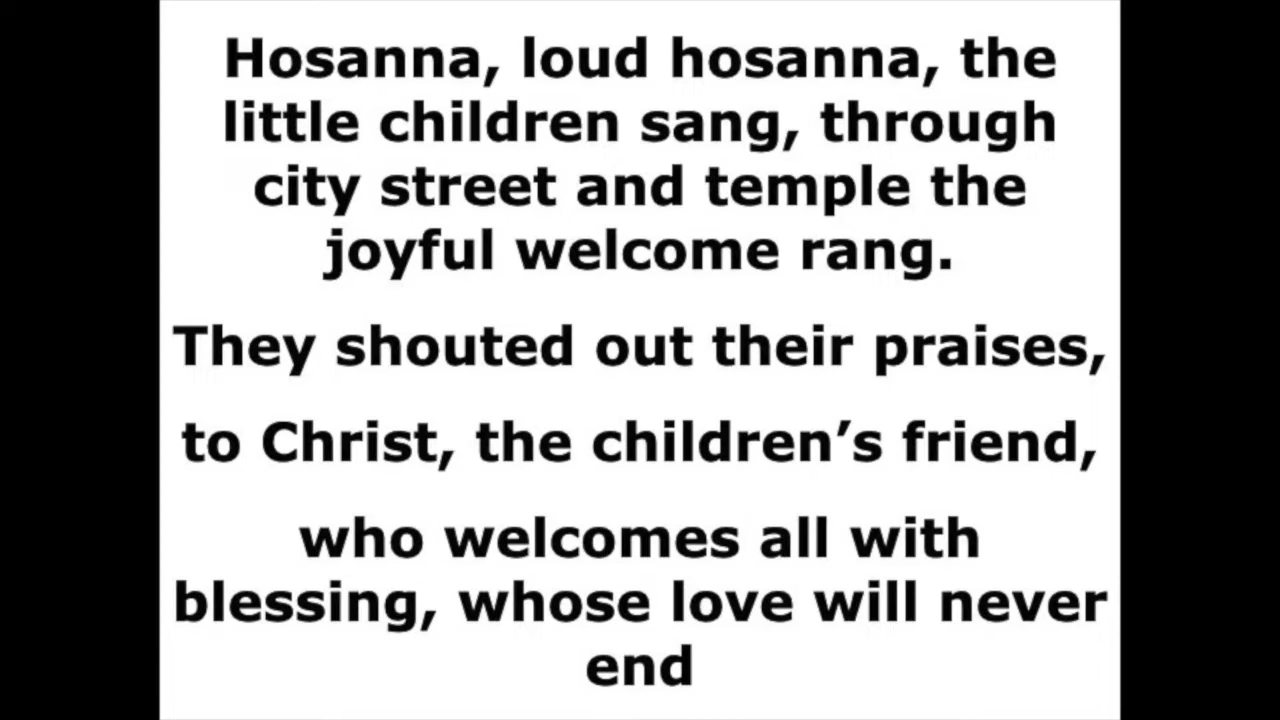 Hosanna, loud hosanna, the
little children sang, through
city street and temple the
joyful welcome rang.
They shouted out their praises,
to Christ, the children’s friend,
who welcomes all with
blessing, whose love will never
end